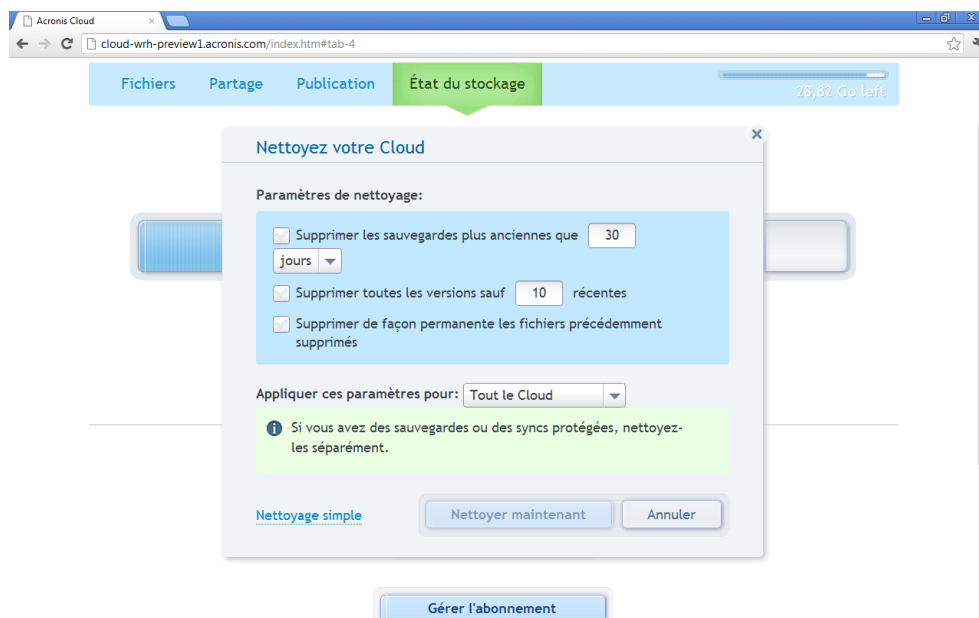 Acronis Cloud
cloud-wrh-preview1.acronis.com/index.htm#tab-4
Fichiers Partage Publication État du stockage
28,82 Go left
Nettoyez votre Cloud
Paramètres de nettoyage:
Supprimer les sauvegardes plus anciennes que 30
jours
Supprimer toutes les versions sauf 10 récentes
Supprimer de façon permanente les fichiers précédemment
supprimés
Appliquer ces paramètres pour: Tout le Cloud
Si vous avez des sauvegardes ou des syncs protégées, nettoyez-
les séparément.
Nettoyage simple Nettoyer maintenant Annuler
Gérer l'abonnement